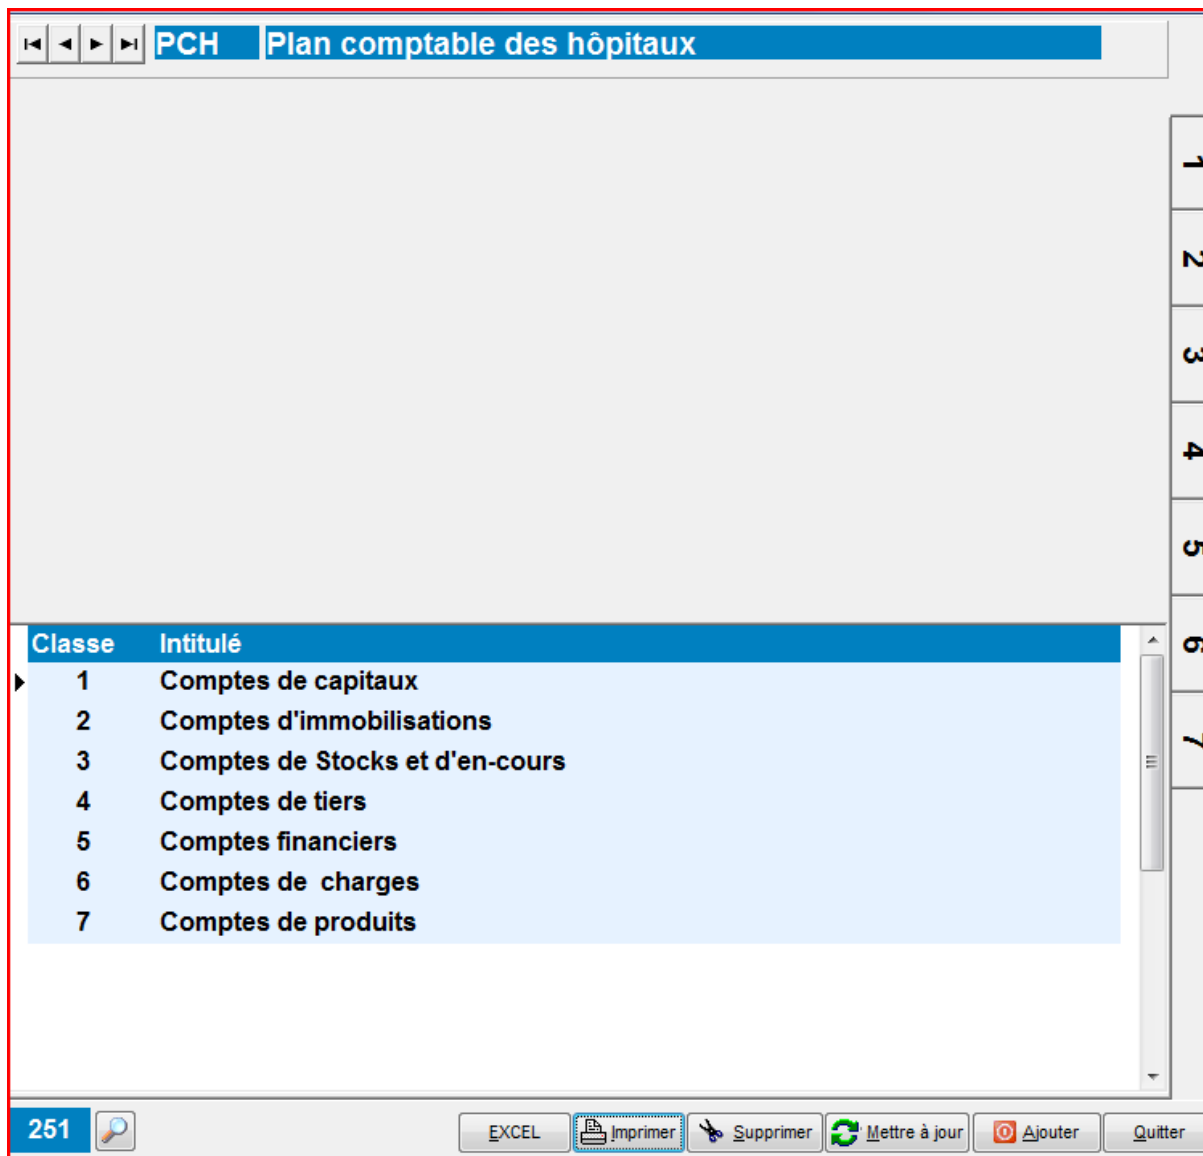 PCH Plan comptable des hôpitaux
1
2
3
4
5
6
7
Classe Intitulé
1 Comptes de capitaux
2 Comptes d'immobilisations
3 Comptes de Stocks et d'en-cours
4 Comptes de tiers
5 Comptes financiers
6 Comptes de charges
7 Comptes de produits
251 EXCEL Imprimer Supprimer Mettre à jour Ajouter Quitter